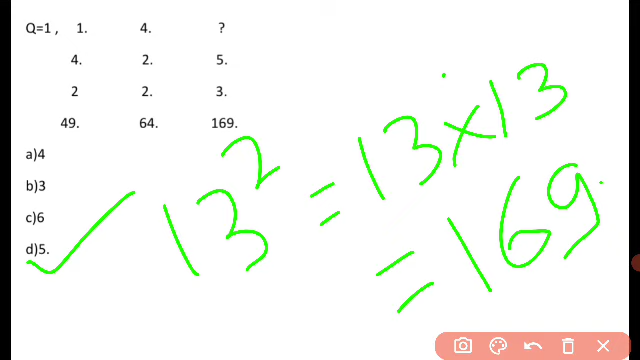 Q=1 , 1. 4. ?
4. 2. 5.
2 2. 3.
49. 64. 169.
a)4
b)3
c)6
d)5.
13² = 13×13
=169